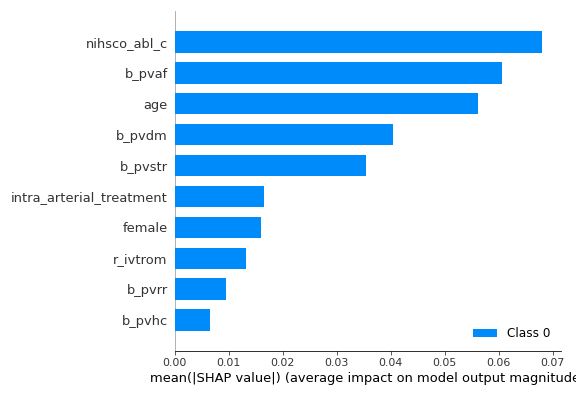 nihsco_abl_c
b_pvaf
age
b_pvdm
b_pvstr
intra_arterial_treatment
female
r_ivtrom
b_pvrr
b_pvhc
Class 0
0.00 0.01 0.02 0.03 0.04 0.05 0.06 0.07
mean(|SHAP value|) (average impact on model output magnitude